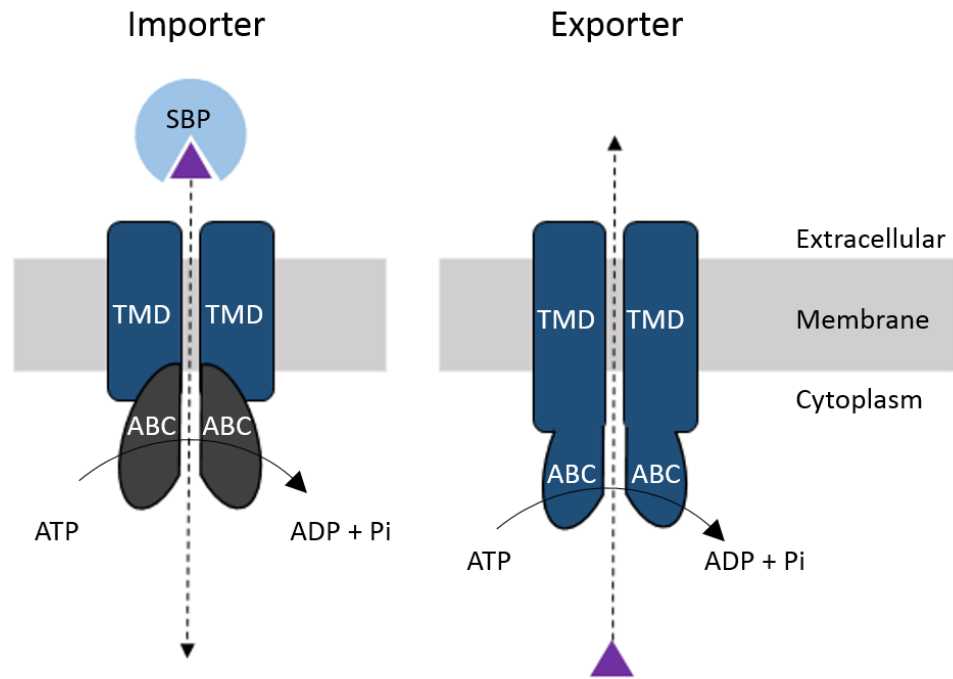 Importer
Exporter
SBP
Extracellular
TMD TMD
TMD TMD
Membrane
Cytoplasm
ABC ABC
ABC ABC
ATP
ADP + Pi
ATP
ADP + Pi